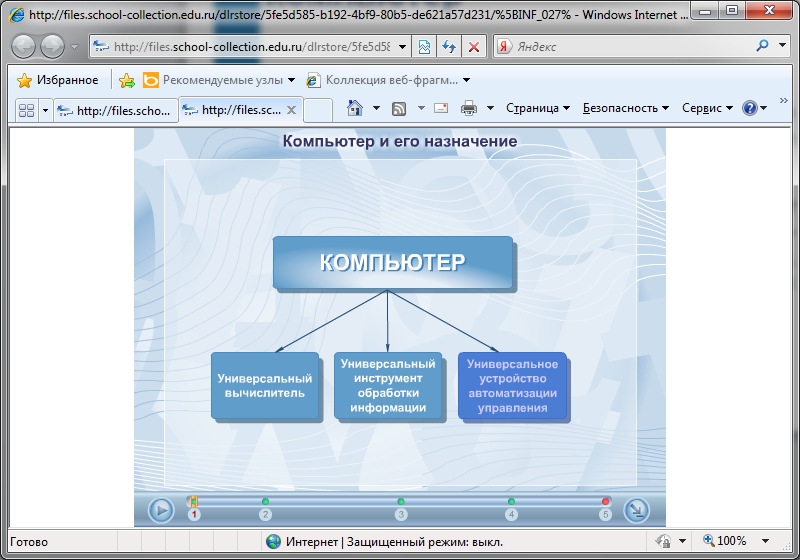 http://files.school-collection.edu.ru/dlrstore/5fe5d585-b192-4bf9-80b5-de621a57d231/%5BINF_027% - Windows Internet ...
http://files.school-collection.edu.ru/dlrstore/5fe5d58
Яндекс
Избранное
Рекомендуемые узлы
Коллекция веб-фрагм...
http://files.scho...
http://files.sc...
Страница
Безопасность
Сервис
Компьютер и его назначение
КОМПЬЮТЕР
Универсальный
вычислитель
Универсальный
инструмент
обработки
информации
Универсальное
устройство
автоматизации
управления
1
2
3
4
5
Готово
Интернет | Защищенный режим: выкл.
100%